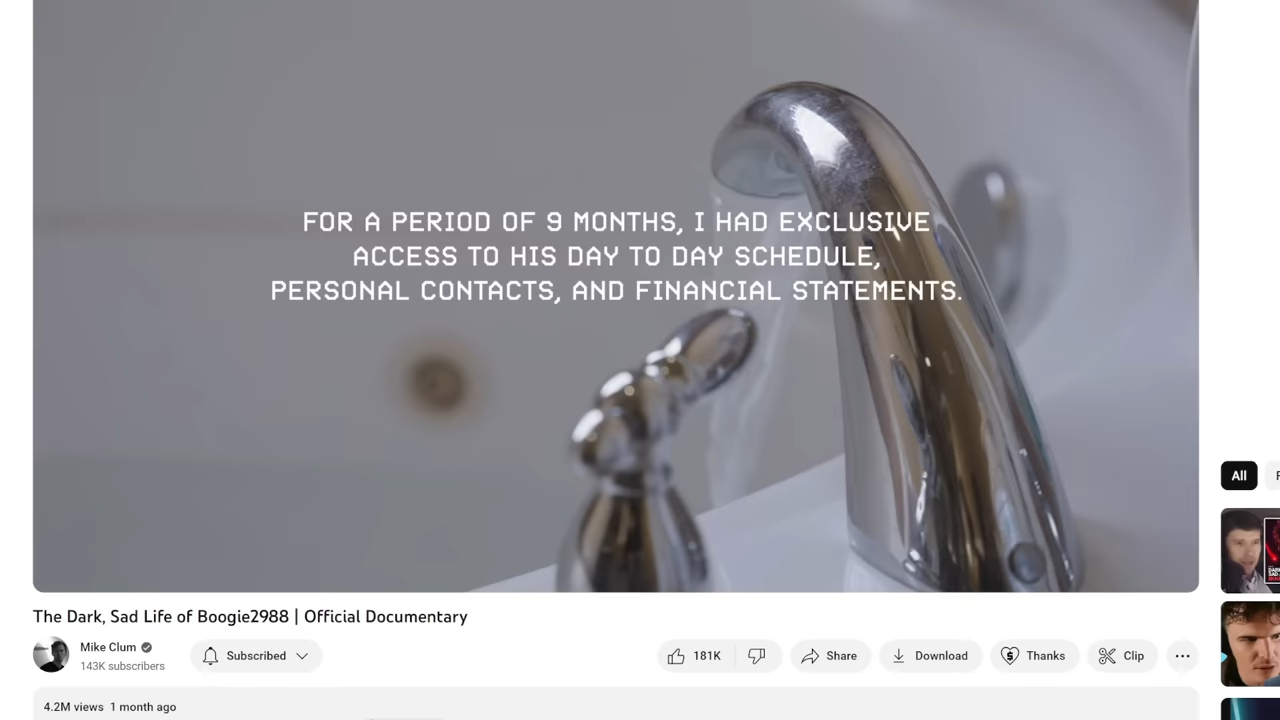 FOR A PERIOD OF 9 MONTHS, I HAD EXCLUSIVE
ACCESS TO HIS DAY TO DAY SCHEDULE,
PERSONAL CONTACTS, AND FINANCIAL STATEMENTS.
All
The Dark, Sad Life of Boogie2988 | Official Documentary
Mike Clum
143K subscribers
Subscribed
181K
Share
Download
Thanks
Clip
4.2M views 1 month ago